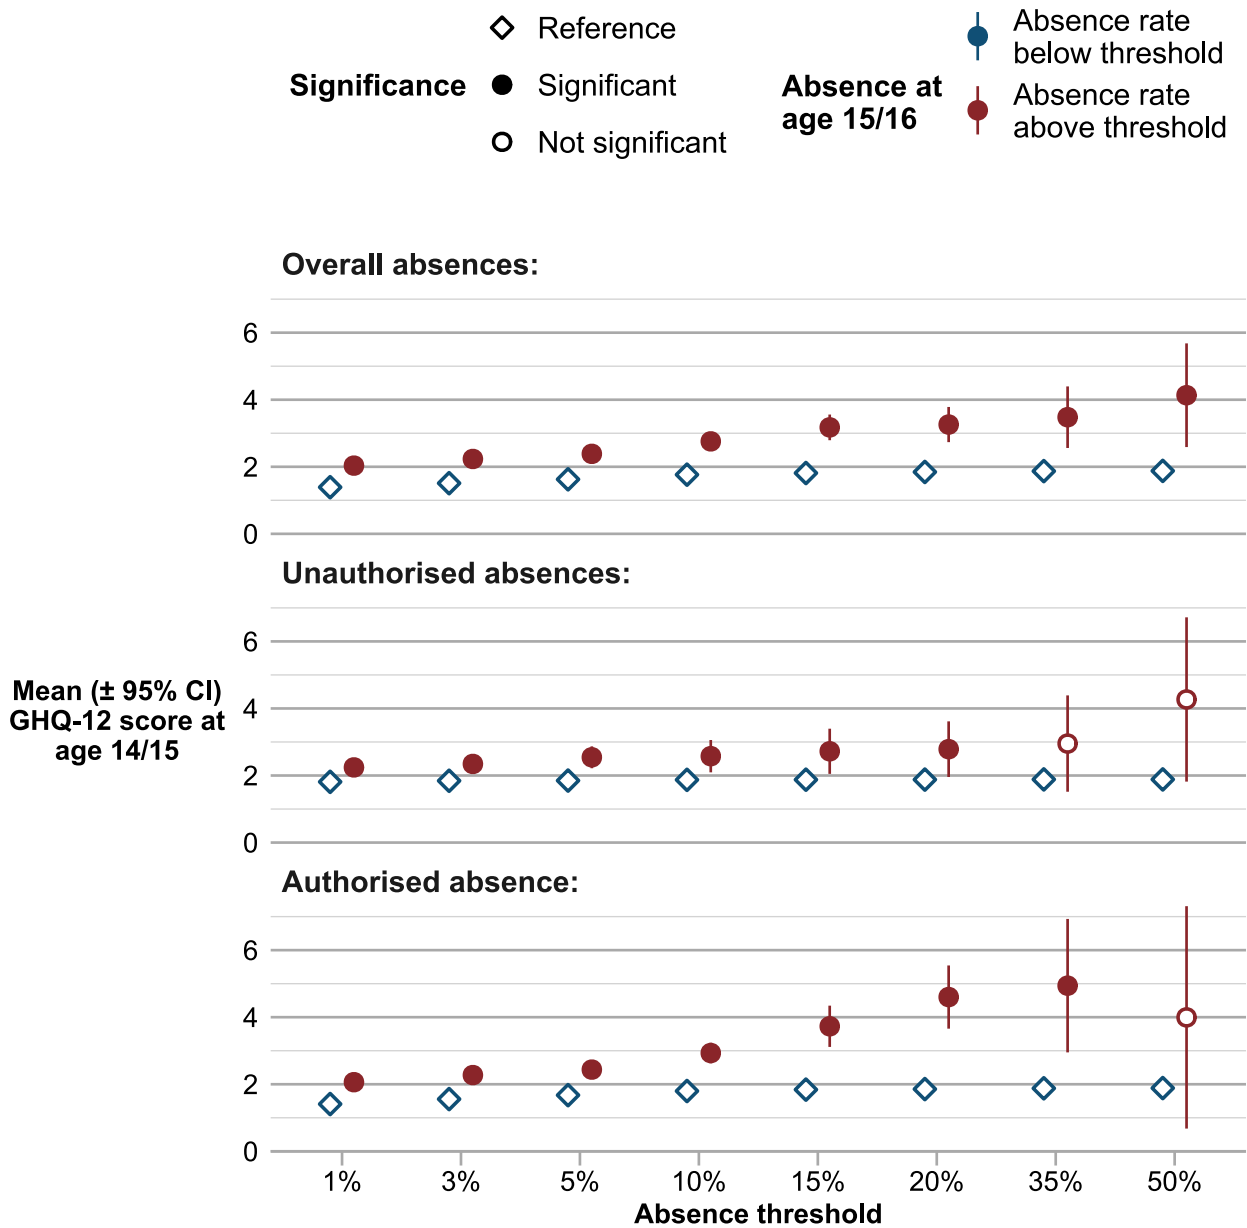 Significance
Reference
Significant
Not significant
Absence at
age 15/16
Absence rate
below threshold
Absence rate
above threshold
Overall absences:
6
4
2
0
Unauthorised absences:
6
4
2
0
Mean (± 95% CI)
GHQ-12 score at
age 14/15
Authorised absence:
6
4
2
0
1% 3% 5% 10% 15% 20% 35% 50%
Absence threshold